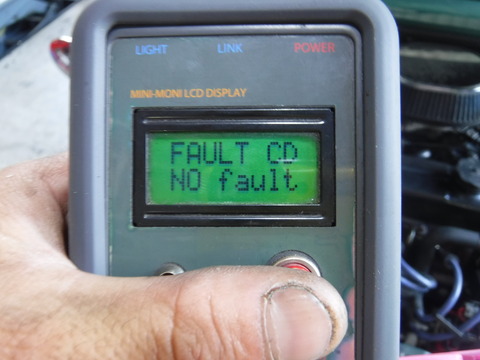 LIGHT LINK POWER
MINI-MONI LCD DISPLAY
FAULT CD
NO fault